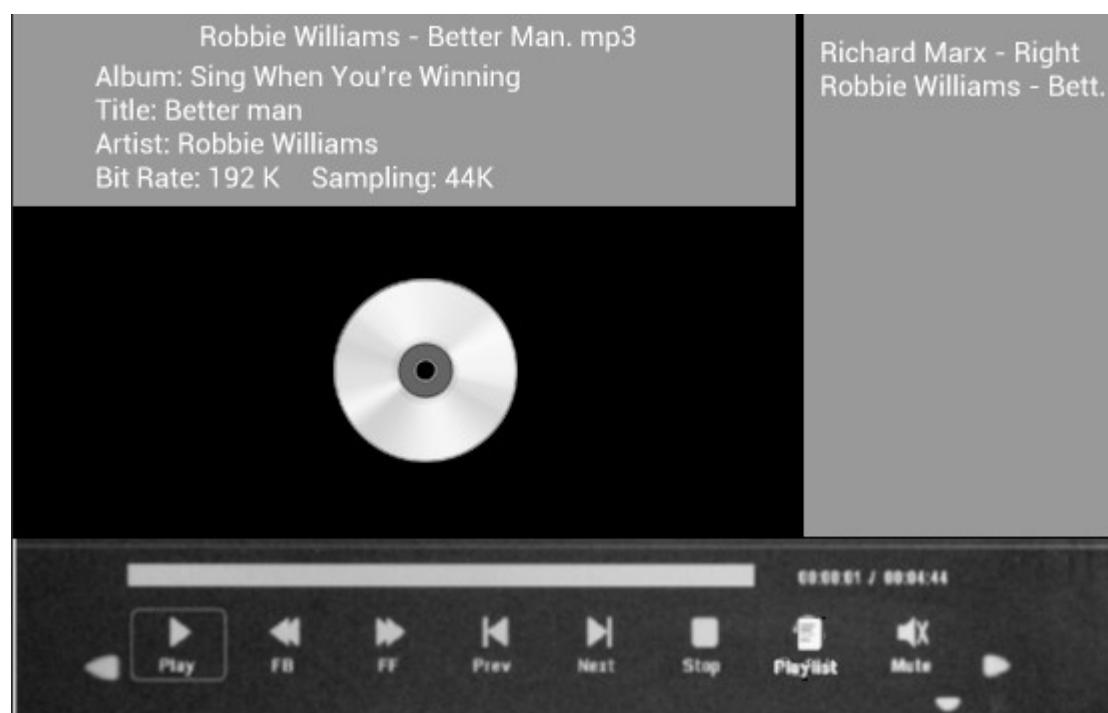 Robbie Williams - Better Man. mp3
Album: Sing When You're Winning
Title: Better man
Artist: Robbie Williams
Bit Rate: 192 K Sampling: 44K
Richard Marx - Right
Robbie Williams - Bett.
00:00:01 / 00:04:44
Play FB FF Prev Next Stop Playlist Mute